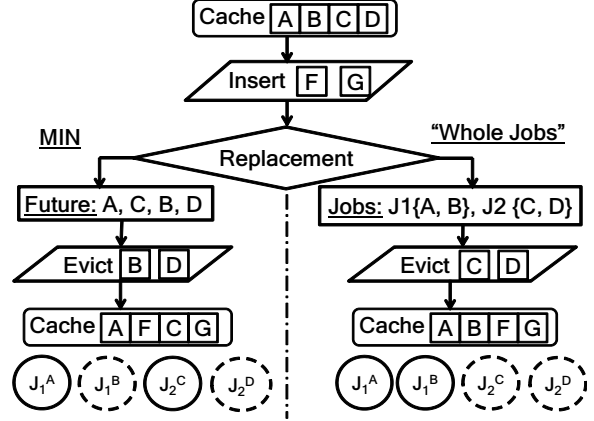 Cache A B C D
Insert F G
MIN
"Whole Jobs"
Replacement
Future: A, C, B, D
Jobs: J1{A, B}, J2 {C, D}
Evict B D
Evict C D
Cache A F C G
Cache A B F G
J₁ᴬ J₁ᴮ J₂ᶜ J₂ᴰ
J₁ᴬ J₁ᴮ J₂ᶜ J₂ᴰ